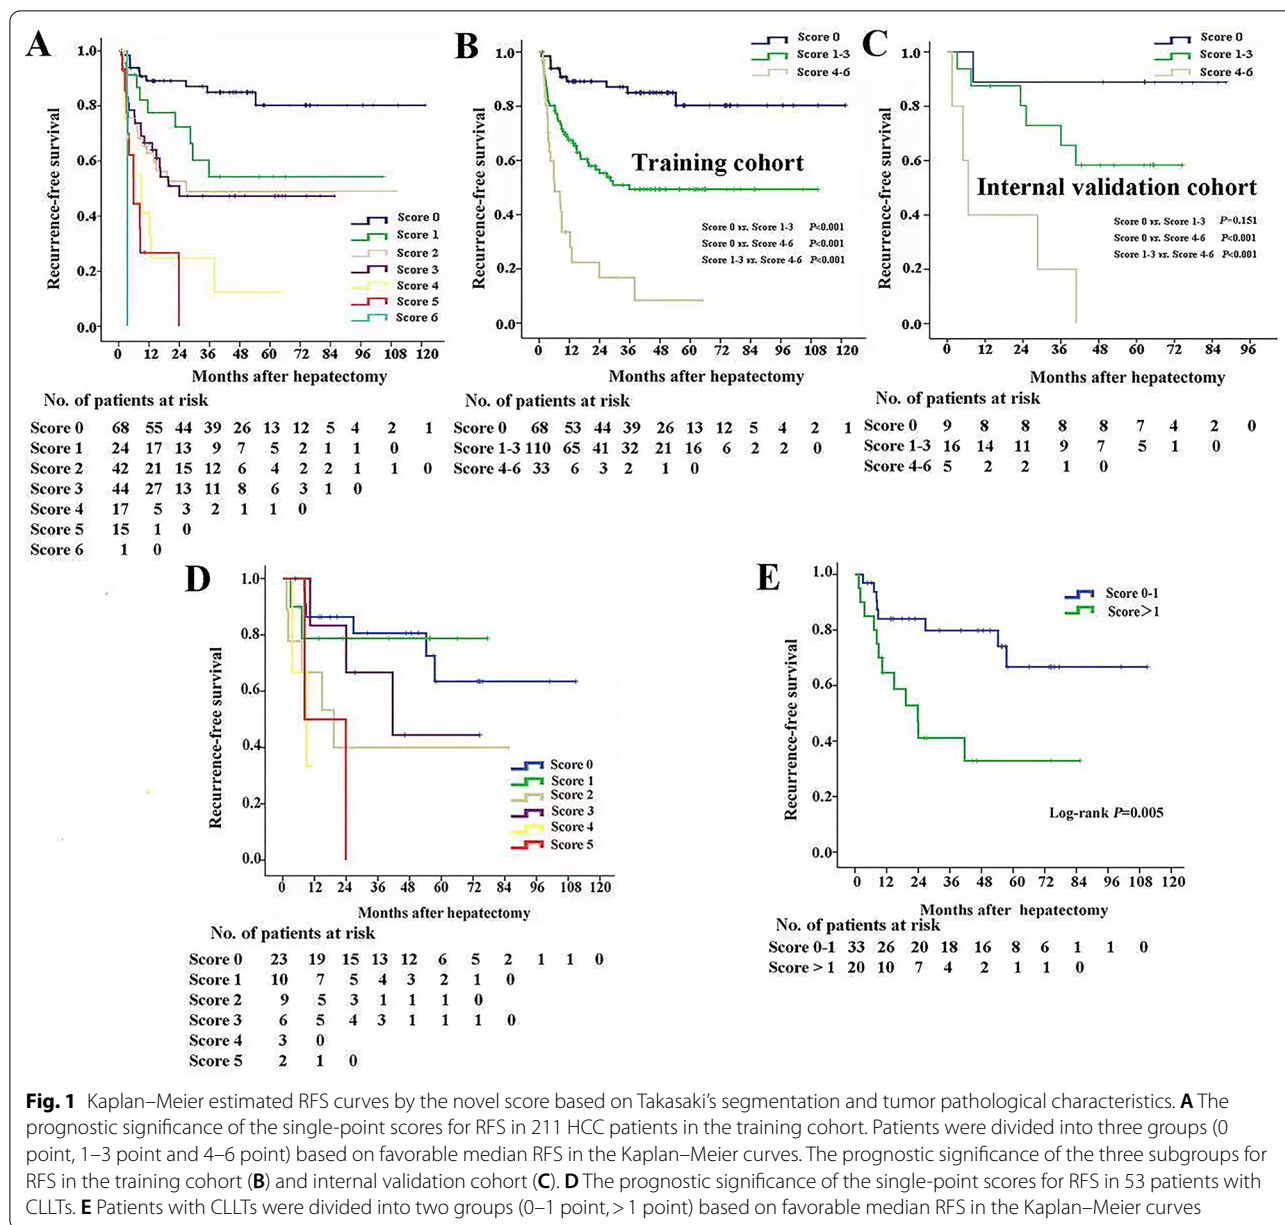 A
1.0
0.8
0.6
0.4
0.2
0.0
Recurrence-free survival
Score 0
Score 1
Score 2
Score 3
Score 4
Score 5
Score 6
0 12 24 36 48 60 72 84 96 108 120
Months after hepatectomy
No. of patients at risk
Score 0 68 55 44 39 26 13 12 5 4 2 1
Score 1 24 17 13 9 7 5 2 1 1 0
Score 2 42 21 15 12 6 4 2 2 1 1 0
Score 3 44 27 13 11 8 6 3 1 0
Score 4 17 5 3 2 1 1 0
Score 5 15 1 0
Score 6 1 0
B
1.0
0.8
0.6
0.4
0.2
0.0
Recurrence-free survival
Score 0
Score 1-3
Score 4-6
Training cohort
Score 0 vs. Score 1-3 P<0.001
Score 0 vs. Score 4-6 P<0.001
Score 1-3 vs. Score 4-6 P<0.001
0 12 24 36 48 60 72 84 96 108 120
Months after hepatectomy
No. of patients at risk
Score 0 68 53 44 39 26 13 12 5 4 2 1
Score 1-3 110 65 41 32 21 16 6 2 2 0
Score 4-6 33 6 3 2 1 0
C
1.0
0.8
0.6
0.4
0.2
0.0
Recurrence-free survival
Score 0
Score 1-3
Score 4-6
Internal validation cohort
Score 0 vs. Score 1-3 P=0.151
Score 0 vs. Score 4-6 P<0.001
Score 1-3 vs. Score 4-6 P<0.001
0 12 24 36 48 60 72 84 96
Months after hepatectomy
No. of patients at risk
Score 0 9 8 8 8 8 7 4 2 0
Score 1-3 16 14 11 9 7 5 1 0
Score 4-6 5 2 2 1 0
D
1.0
0.8
0.6
0.4
0.2
0.0
Recurrence-free survival
Score 0
Score 1
Score 2
Score 3
Score 4
Score 5
0 12 24 36 48 60 72 84 96 108 120
Months after hepatectomy
No. of patients at risk
Score 0 23 19 15 13 12 6 5 2 1 1 0
Score 1 10 7 5 4 3 2 1 0
Score 2 9 5 3 1 1 1 0
Score 3 6 5 4 3 1 1 1 0
Score 4 3 0
Score 5 2 1 0
E
1.0
0.8
0.6
0.4
0.2
0.0
Recurrence-free survival
Score 0-1
Score>1
Log-rank P=0.005
0 12 24 36 48 60 72 84 96 108 120
Months after hepatectomy
No. of patients at risk
Score 0-1 33 26 20 18 16 8 6 1 1 0
Score > 1 20 10 7 4 2 1 1 0
Fig. 1 Kaplan–Meier estimated RFS curves by the novel score based on Takasaki's segmentation and tumor pathological characteristics. A The
prognostic significance of the single-point scores for RFS in 211 HCC patients in the training cohort. Patients were divided into three groups (0
point, 1–3 point and 4–6 point) based on favorable median RFS in the Kaplan–Meier curves. The prognostic significance of the three subgroups for
RFS in the training cohort (B) and internal validation cohort (C). D The prognostic significance of the single-point scores for RFS in 53 patients with
CLLTs. E Patients with CLLTs were divided into two groups (0–1 point, > 1 point) based on favorable median RFS in the Kaplan–Meier curves